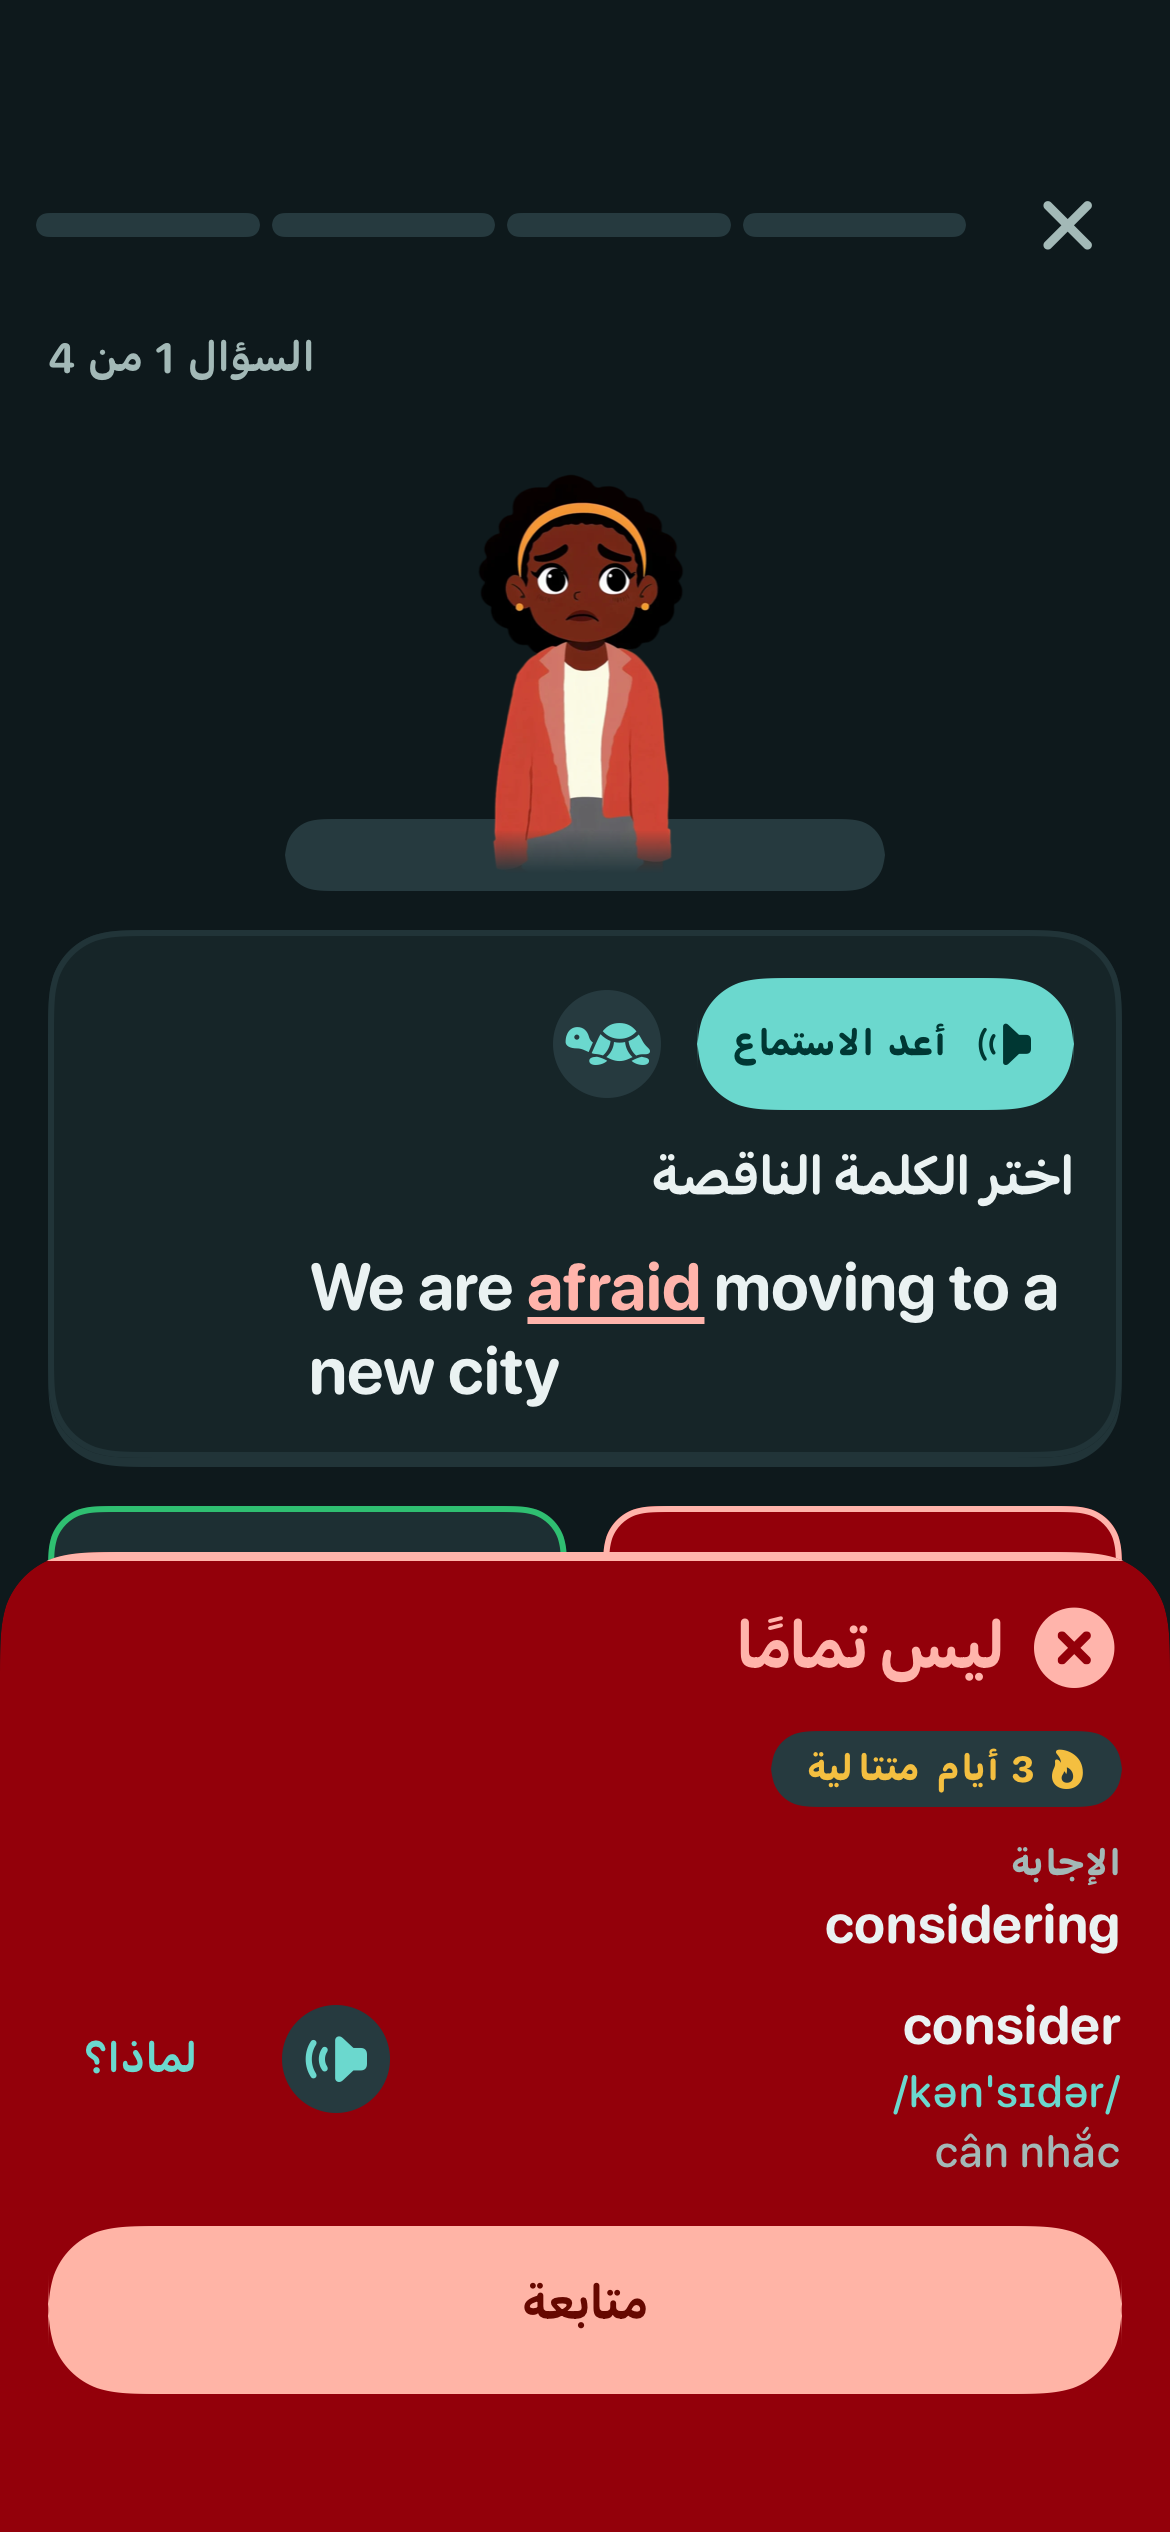 السؤال 1 من 4
أعد الاستماع
اختر الكلمة الناقصة
We are afraid moving to a
new city
ليس تمامًا
3 أيام متتالية
الإجابة
considering
consider
/kən'sɪdər/
cân nhắc
لماذا؟
متابعة